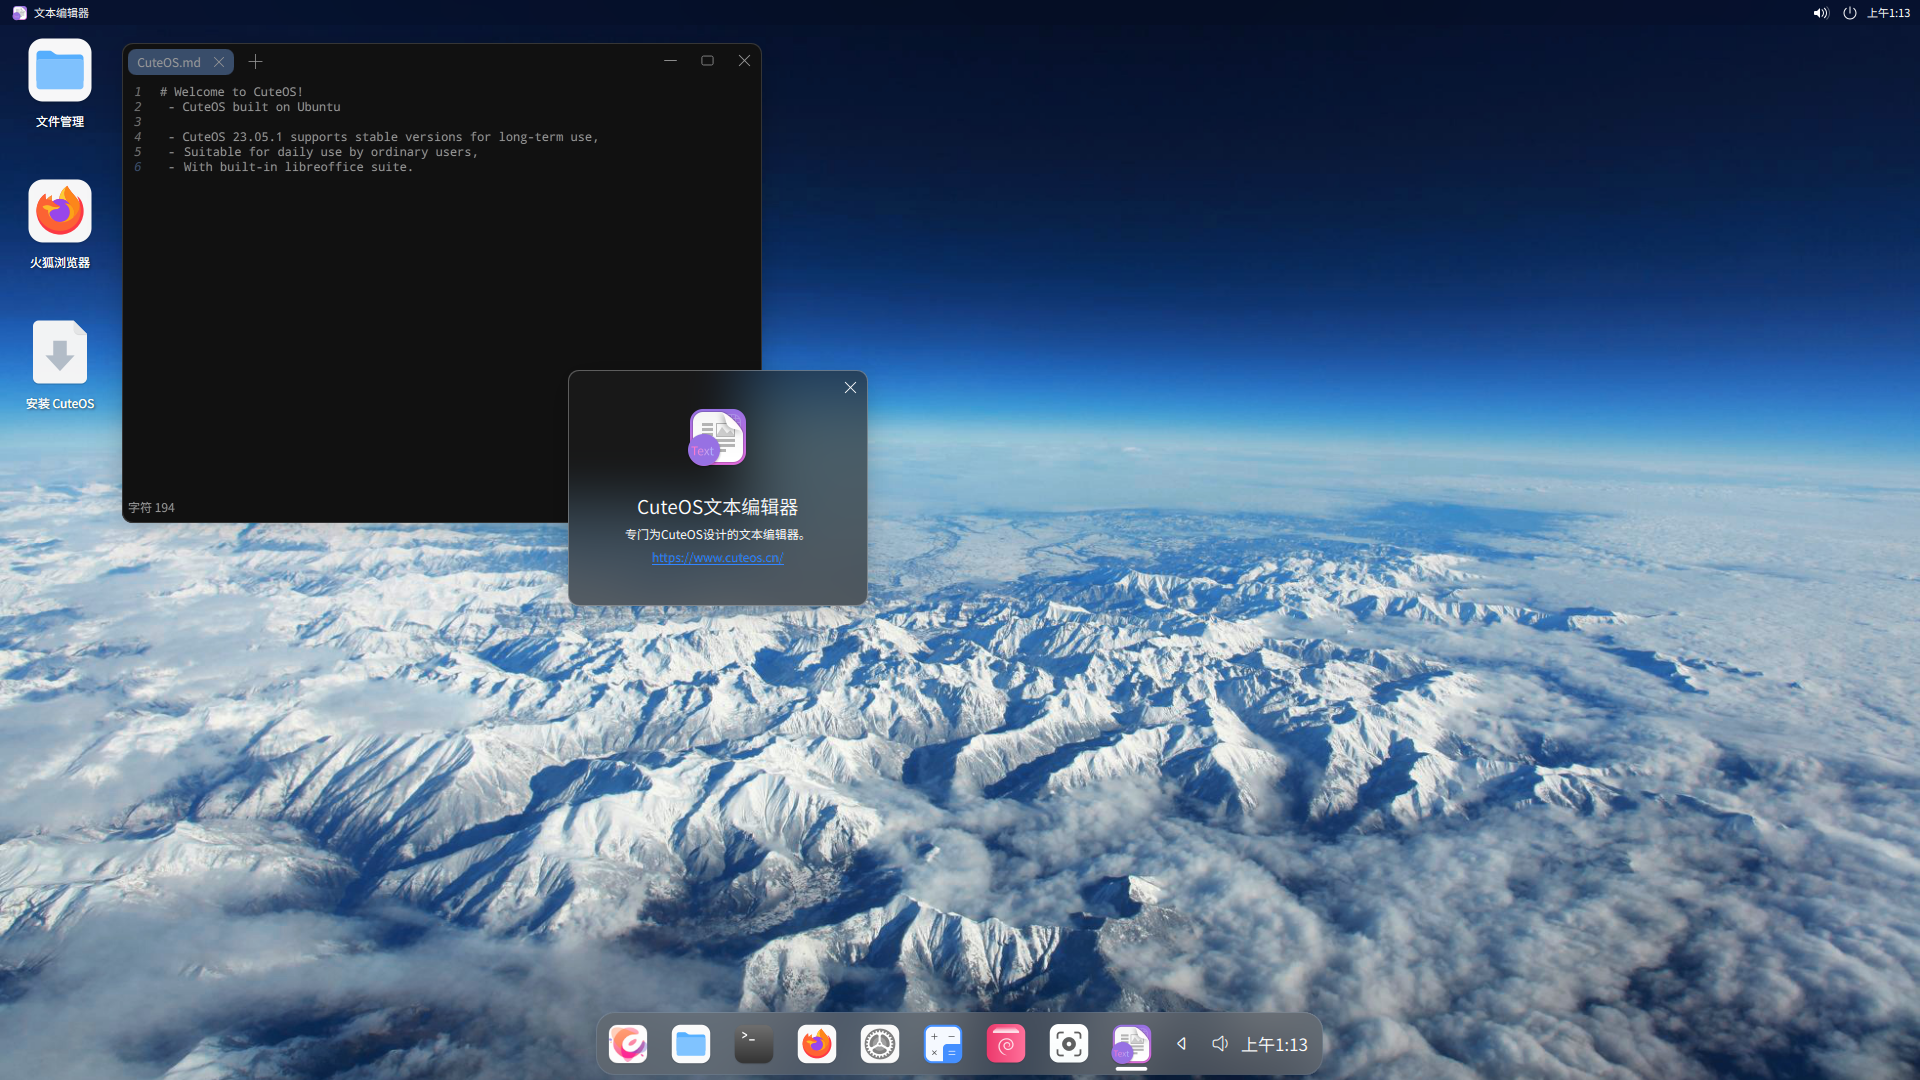 文本编辑器
上午1:13
文件管理
火狐浏览器
安装 CuteOS
CuteOS.md
1 # Welcome to CuteOS!
2 - CuteOS built on Ubuntu
3
4 - CuteOS 23.05.1 supports stable versions for long-term use,
5 - Suitable for daily use by ordinary users,
6 - With built-in libreoffice suite.
字符 194
Text
CuteOS文本编辑器
专门为CuteOS设计的文本编辑器。
https://www.cuteos.cn/
>_
Text
上午1:13